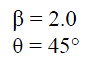 β = 2.0
θ = 45°